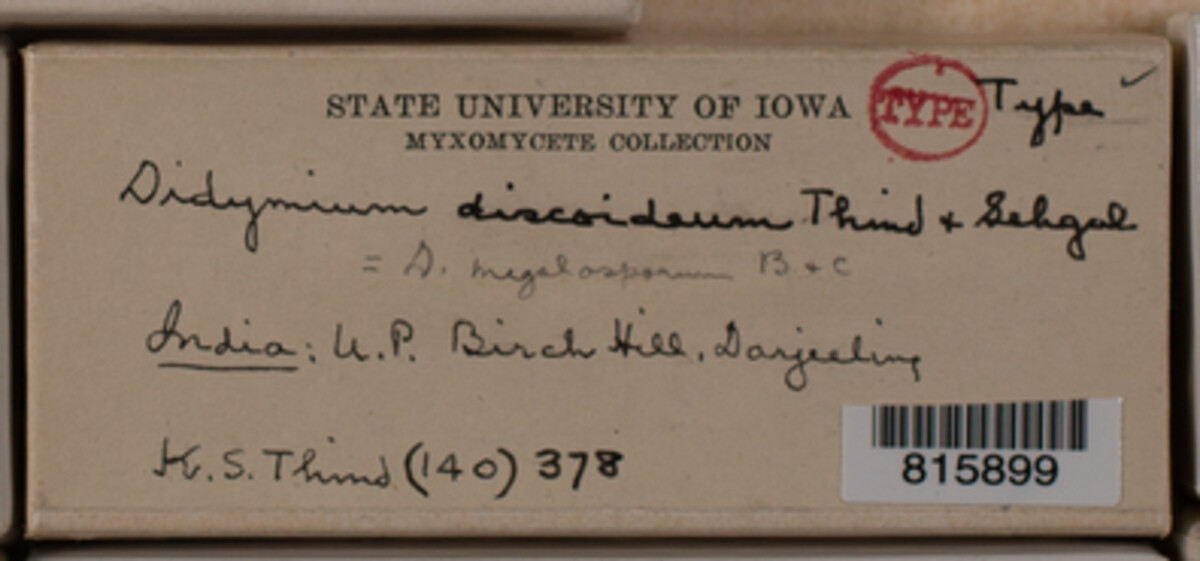 STATE UNIVERSITY OF IOWA TYPE Type ✓
MYXOMYCETE COLLECTION
Didymium discoideum Thind + Sehgal
= D. megalosporum B + C
India: U.P. Birch Hill, Darjeeling
K. S. Thind (140) 378
815899